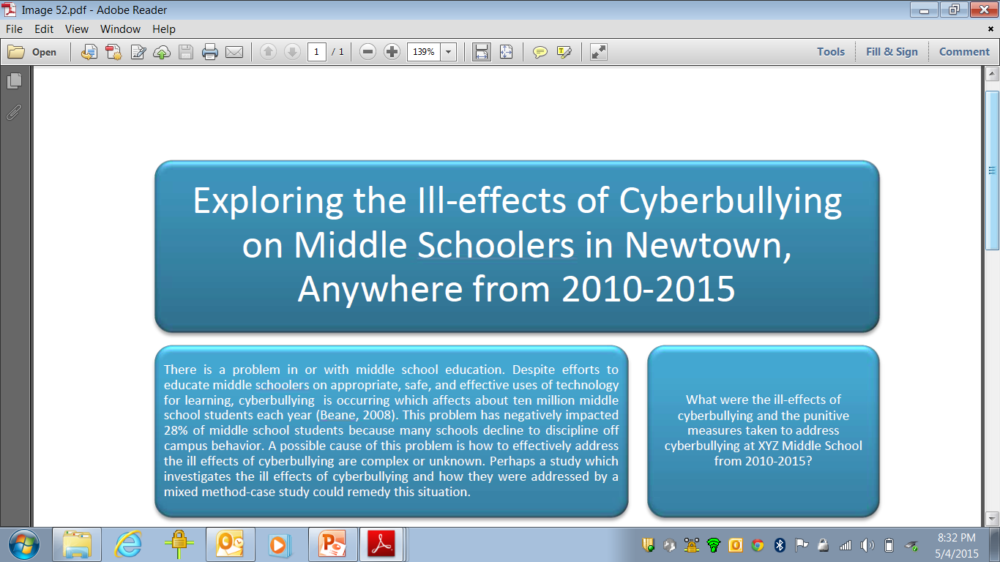 Image 52.pdf - Adobe Reader
File Edit View Window Help
Open 1 / 1 139% Tools Fill & Sign Comment
Exploring the Ill-effects of Cyberbullying
on Middle Schoolers in Newtown,
Anywhere from 2010-2015
There is a problem in or with middle school education. Despite efforts to
educate middle schoolers on appropriate, safe, and effective uses of technology
for learning, cyberbullying is occurring which affects about ten million middle
school students each year (Beane, 2008). This problem has negatively impacted
28% of middle school students because many schools decline to discipline off
campus behavior. A possible cause of this problem is how to effectively address
the ill effects of cyberbullying are complex or unknown. Perhaps a study which
investigates the ill effects of cyberbullying and how they were addressed by a
mixed method-case study could remedy this situation.
What were the ill-effects of
cyberbullying and the punitive
measures taken to address
cyberbullying at XYZ Middle School
from 2010-2015?
8:32 PM
5/4/2015